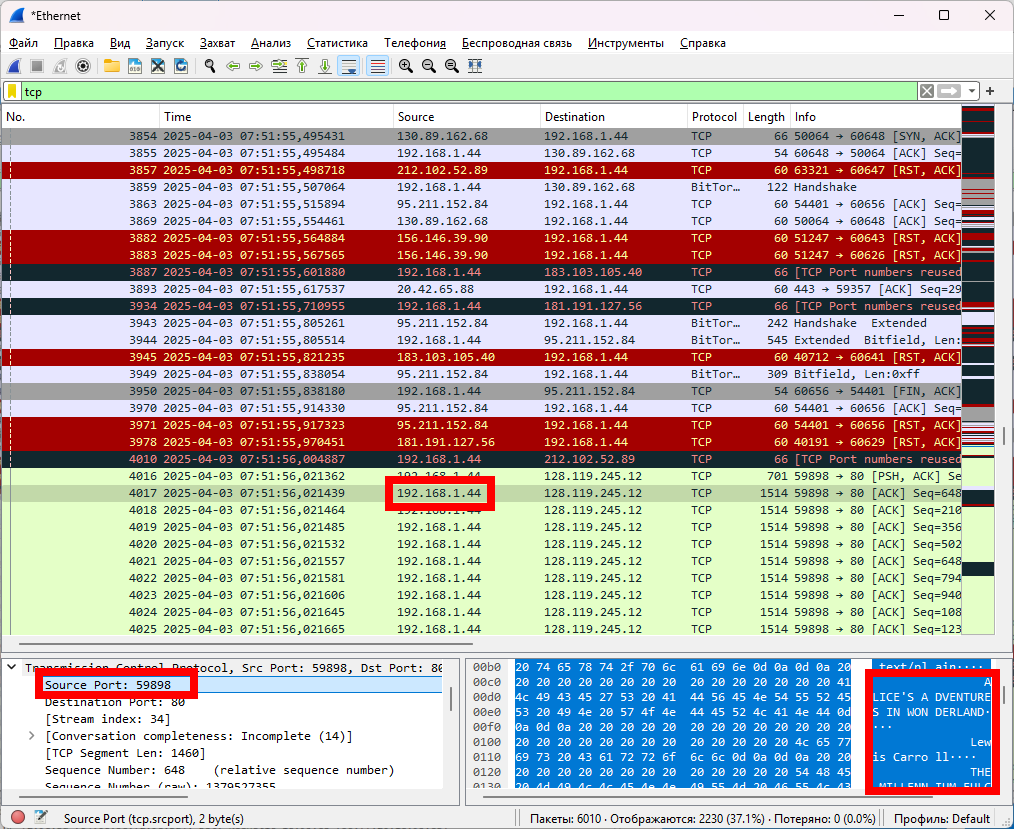 *Ethernet
Файл Правка Вид Запуск Захват Анализ Статистика Телефония Беспроводная связь Инструменты Справка
tcp
No. Time Source Destination Protocol Length Info
3854 2025-04-03 07:51:55,495431 130.89.162.68 192.168.1.44 TCP 66 50064 → 60648 [SYN, ACK]
3855 2025-04-03 07:51:55,495484 192.168.1.44 130.89.162.68 TCP 54 60648 → 50064 [ACK] Seq=
3857 2025-04-03 07:51:55,498718 212.102.52.89 192.168.1.44 TCP 60 63321 → 60647 [RST, ACK]
3859 2025-04-03 07:51:55,507064 192.168.1.44 130.89.162.68 BitTor… 122 Handshake
3863 2025-04-03 07:51:55,515894 95.211.152.84 192.168.1.44 TCP 60 54401 → 60656 [ACK] Seq=
3869 2025-04-03 07:51:55,554461 130.89.162.68 192.168.1.44 TCP 60 50064 → 60648 [ACK] Seq=
3882 2025-04-03 07:51:55,564884 156.146.39.90 192.168.1.44 TCP 60 51247 → 60643 [RST, ACK]
3883 2025-04-03 07:51:55,567565 156.146.39.90 192.168.1.44 TCP 60 51247 → 60626 [RST, ACK]
3887 2025-04-03 07:51:55,601880 192.168.1.44 183.103.105.40 TCP 66 [TCP Port numbers reused
3893 2025-04-03 07:51:55,617537 20.42.65.88 192.168.1.44 TCP 60 443 → 59357 [ACK] Seq=29
3934 2025-04-03 07:51:55,710955 192.168.1.44 181.191.127.56 TCP 66 [TCP Port numbers reused
3943 2025-04-03 07:51:55,805261 95.211.152.84 192.168.1.44 BitTor… 242 Handshake Extended
3944 2025-04-03 07:51:55,805514 192.168.1.44 95.211.152.84 BitTor… 545 Extended Bitfield, Len:
3945 2025-04-03 07:51:55,821235 183.103.105.40 192.168.1.44 TCP 60 40712 → 60641 [RST, ACK]
3949 2025-04-03 07:51:55,838054 95.211.152.84 192.168.1.44 BitTor… 309 Bitfield, Len:0xff
3950 2025-04-03 07:51:55,838180 192.168.1.44 95.211.152.84 TCP 54 60656 → 54401 [FIN, ACK]
3970 2025-04-03 07:51:55,914330 95.211.152.84 192.168.1.44 TCP 60 54401 → 60656 [ACK] Seq=
3971 2025-04-03 07:51:55,917323 95.211.152.84 192.168.1.44 TCP 60 54401 → 60656 [RST, ACK]
3978 2025-04-03 07:51:55,970451 181.191.127.56 192.168.1.44 TCP 60 40191 → 60629 [RST, ACK]
4010 2025-04-03 07:51:56,004887 192.168.1.44 212.102.52.89 TCP 66 [TCP Port numbers reused
4016 2025-04-03 07:51:56,021362 192.168.1.44 128.119.245.12 TCP 701 59898 → 80 [PSH, ACK] Se
4017 2025-04-03 07:51:56,021439 192.168.1.44 128.119.245.12 TCP 1514 59898 → 80 [ACK] Seq=648
4018 2025-04-03 07:51:56,021464 192.168.1.44 128.119.245.12 TCP 1514 59898 → 80 [ACK] Seq=210
4019 2025-04-03 07:51:56,021485 192.168.1.44 128.119.245.12 TCP 1514 59898 → 80 [ACK] Seq=356
4020 2025-04-03 07:51:56,021532 192.168.1.44 128.119.245.12 TCP 1514 59898 → 80 [ACK] Seq=502
4021 2025-04-03 07:51:56,021557 192.168.1.44 128.119.245.12 TCP 1514 59898 → 80 [ACK] Seq=648
4022 2025-04-03 07:51:56,021581 192.168.1.44 128.119.245.12 TCP 1514 59898 → 80 [ACK] Seq=794
4023 2025-04-03 07:51:56,021606 192.168.1.44 128.119.245.12 TCP 1514 59898 → 80 [ACK] Seq=940
4024 2025-04-03 07:51:56,021645 192.168.1.44 128.119.245.12 TCP 1514 59898 → 80 [ACK] Seq=108
4025 2025-04-03 07:51:56,021665 192.168.1.44 128.119.245.12 TCP 1514 59898 → 80 [ACK] Seq=123
Transmission Control Protocol, Src Port: 59898, Dst Port: 80
Source Port: 59898
Destination Port: 80
[Stream index: 34]
[Conversation completeness: Incomplete (14)]
[TCP Segment Len: 1460]
Sequence Number: 648 (relative sequence number)
Sequence Number (raw): 1379527355
00b0 20 74 65 78 74 2f 70 6c 61 69 6e 0d 0a 0d 0a 20 text/pl ain····
00c0 20 20 20 20 20 20 20 20 20 20 20 20 20 20 20 41 A
00d0 4c 49 43 45 27 53 20 41 44 56 45 4e 54 55 52 45 LICE'S A DVENTURE
00e0 53 20 49 4e 20 57 4f 4e 44 45 52 4c 41 4e 44 0d S IN WON DERLAND·
00f0 0a 0d 0a 20 20 20 20 20 20 20 20 20 20 20 20 20 ···
0100 20 20 20 20 20 20 20 20 20 20 20 20 20 4c 65 77 Lew
0110 69 73 20 43 61 72 72 6f 6c 6c 0d 0a 0d 0a 20 20 is Carro ll····
0120 20 20 20 20 20 20 20 20 20 20 20 20 20 54 48 45 THE
0130 20 4d 49 4c 4c 45 4e 4e 49 55 4d 20 46 55 4c 43 MILLENN IUM FULC
Source Port (tcp.srcport), 2 byte(s)
Пакеты: 6010 · Отображаются: 2230 (37.1%) · Потеряно: 0 (0.0%)
Профиль: Default